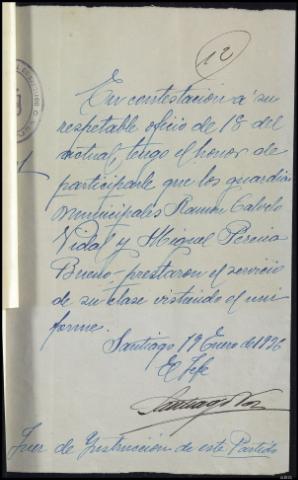 12
En contestación á su
respetable oficio de 18 del
actual, tengo el honor de
participarle que los guardias
municipales Ramón Calvelo
Vidal y Miguel Pereira
Bueno prestaron el servicio
de su clase vistiendo el uni
forme.
Santiago 19 Enero de 1926
El Jefe
Santiago
Juez de Instrucción de este Partido